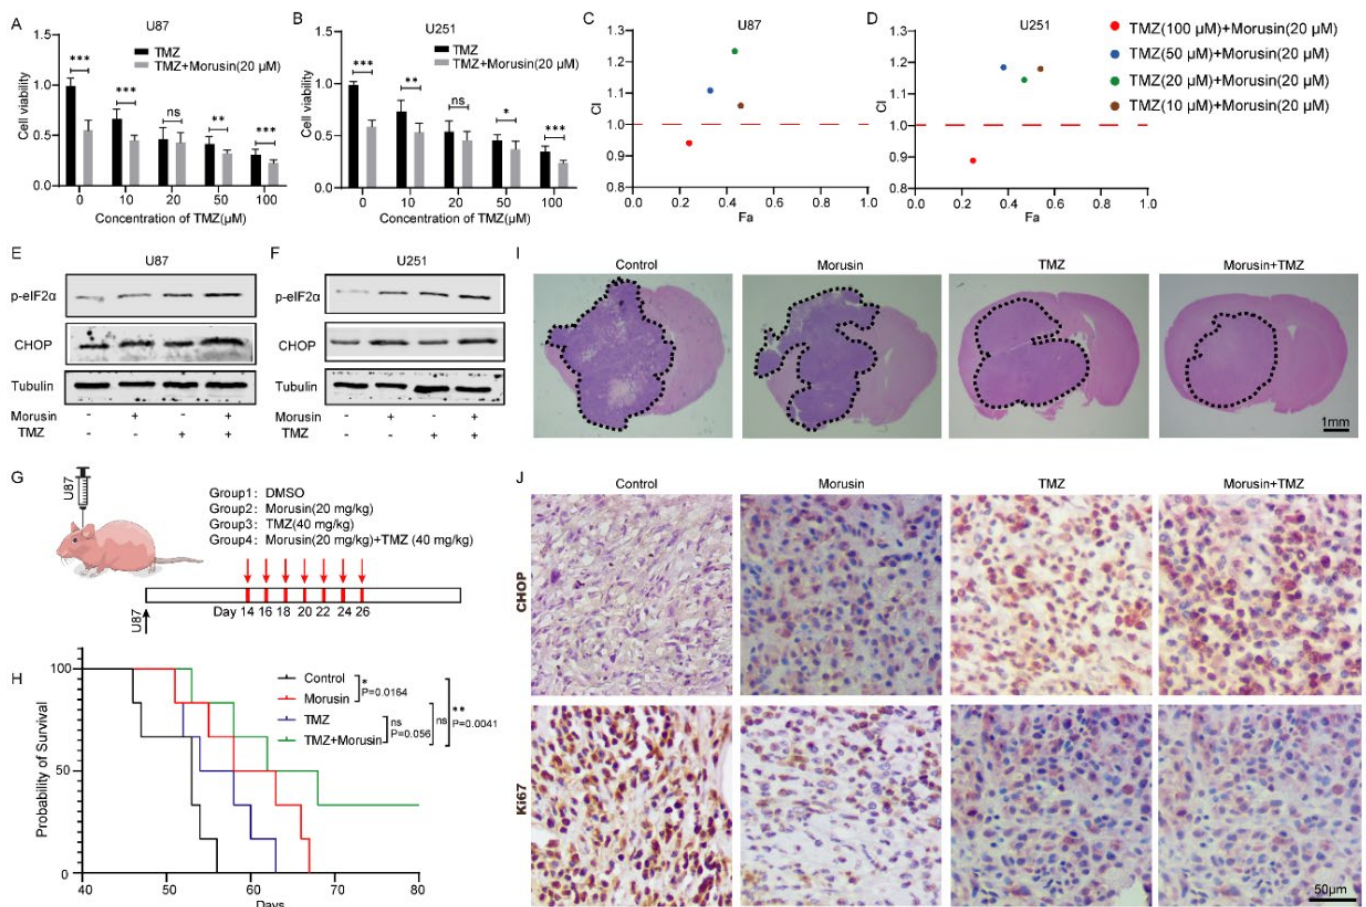 A
U87
1.5
1.0
0.5
0.0
Cell viability
TMZ
TMZ+Morusin(20 μM)
***
***
ns
**
***
0 10 20 50 100
Concentration of TMZ(μM)
B
U251
1.5
1.0
0.5
0.0
Cell viability
TMZ
TMZ+Morusin(20 μM)
***
**
ns
*
***
0 10 20 50 100
Concentration of TMZ(μM)
C
U87
1.3
1.2
1.1
1.0
0.9
0.8
CI
0.0 0.2 0.4 0.6 0.8 1.0
Fa
D
U251
1.3
1.2
1.1
1.0
0.9
0.8
CI
0.0 0.2 0.4 0.6 0.8 1.0
Fa
TMZ(100 μM)+Morusin(20 μM)
TMZ(50 μM)+Morusin(20 μM)
TMZ(20 μM)+Morusin(20 μM)
TMZ(10 μM)+Morusin(20 μM)
E
U87
p-eIF2α
CHOP
Tubulin
Morusin - + - +
TMZ - - + +
F
U251
p-eIF2α
CHOP
Tubulin
Morusin - + - +
TMZ - - + +
I
Control
Morusin
TMZ
Morusin+TMZ
1mm
G
U87
Group1: DMSO
Group2: Morusin(20 mg/kg)
Group3: TMZ(40 mg/kg)
Group4: Morusin(20 mg/kg)+TMZ (40 mg/kg)
Day 14 16 18 20 22 24 26
U87
H
100
50
0
Probability of Survival
Control
Morusin
TMZ
TMZ+Morusin
*
P=0.0164
ns
P=0.056
ns
**
P=0.0041
40 50 60 70 80
Days
J
Control
Morusin
TMZ
Morusin+TMZ
CHOP
Ki67
50μm